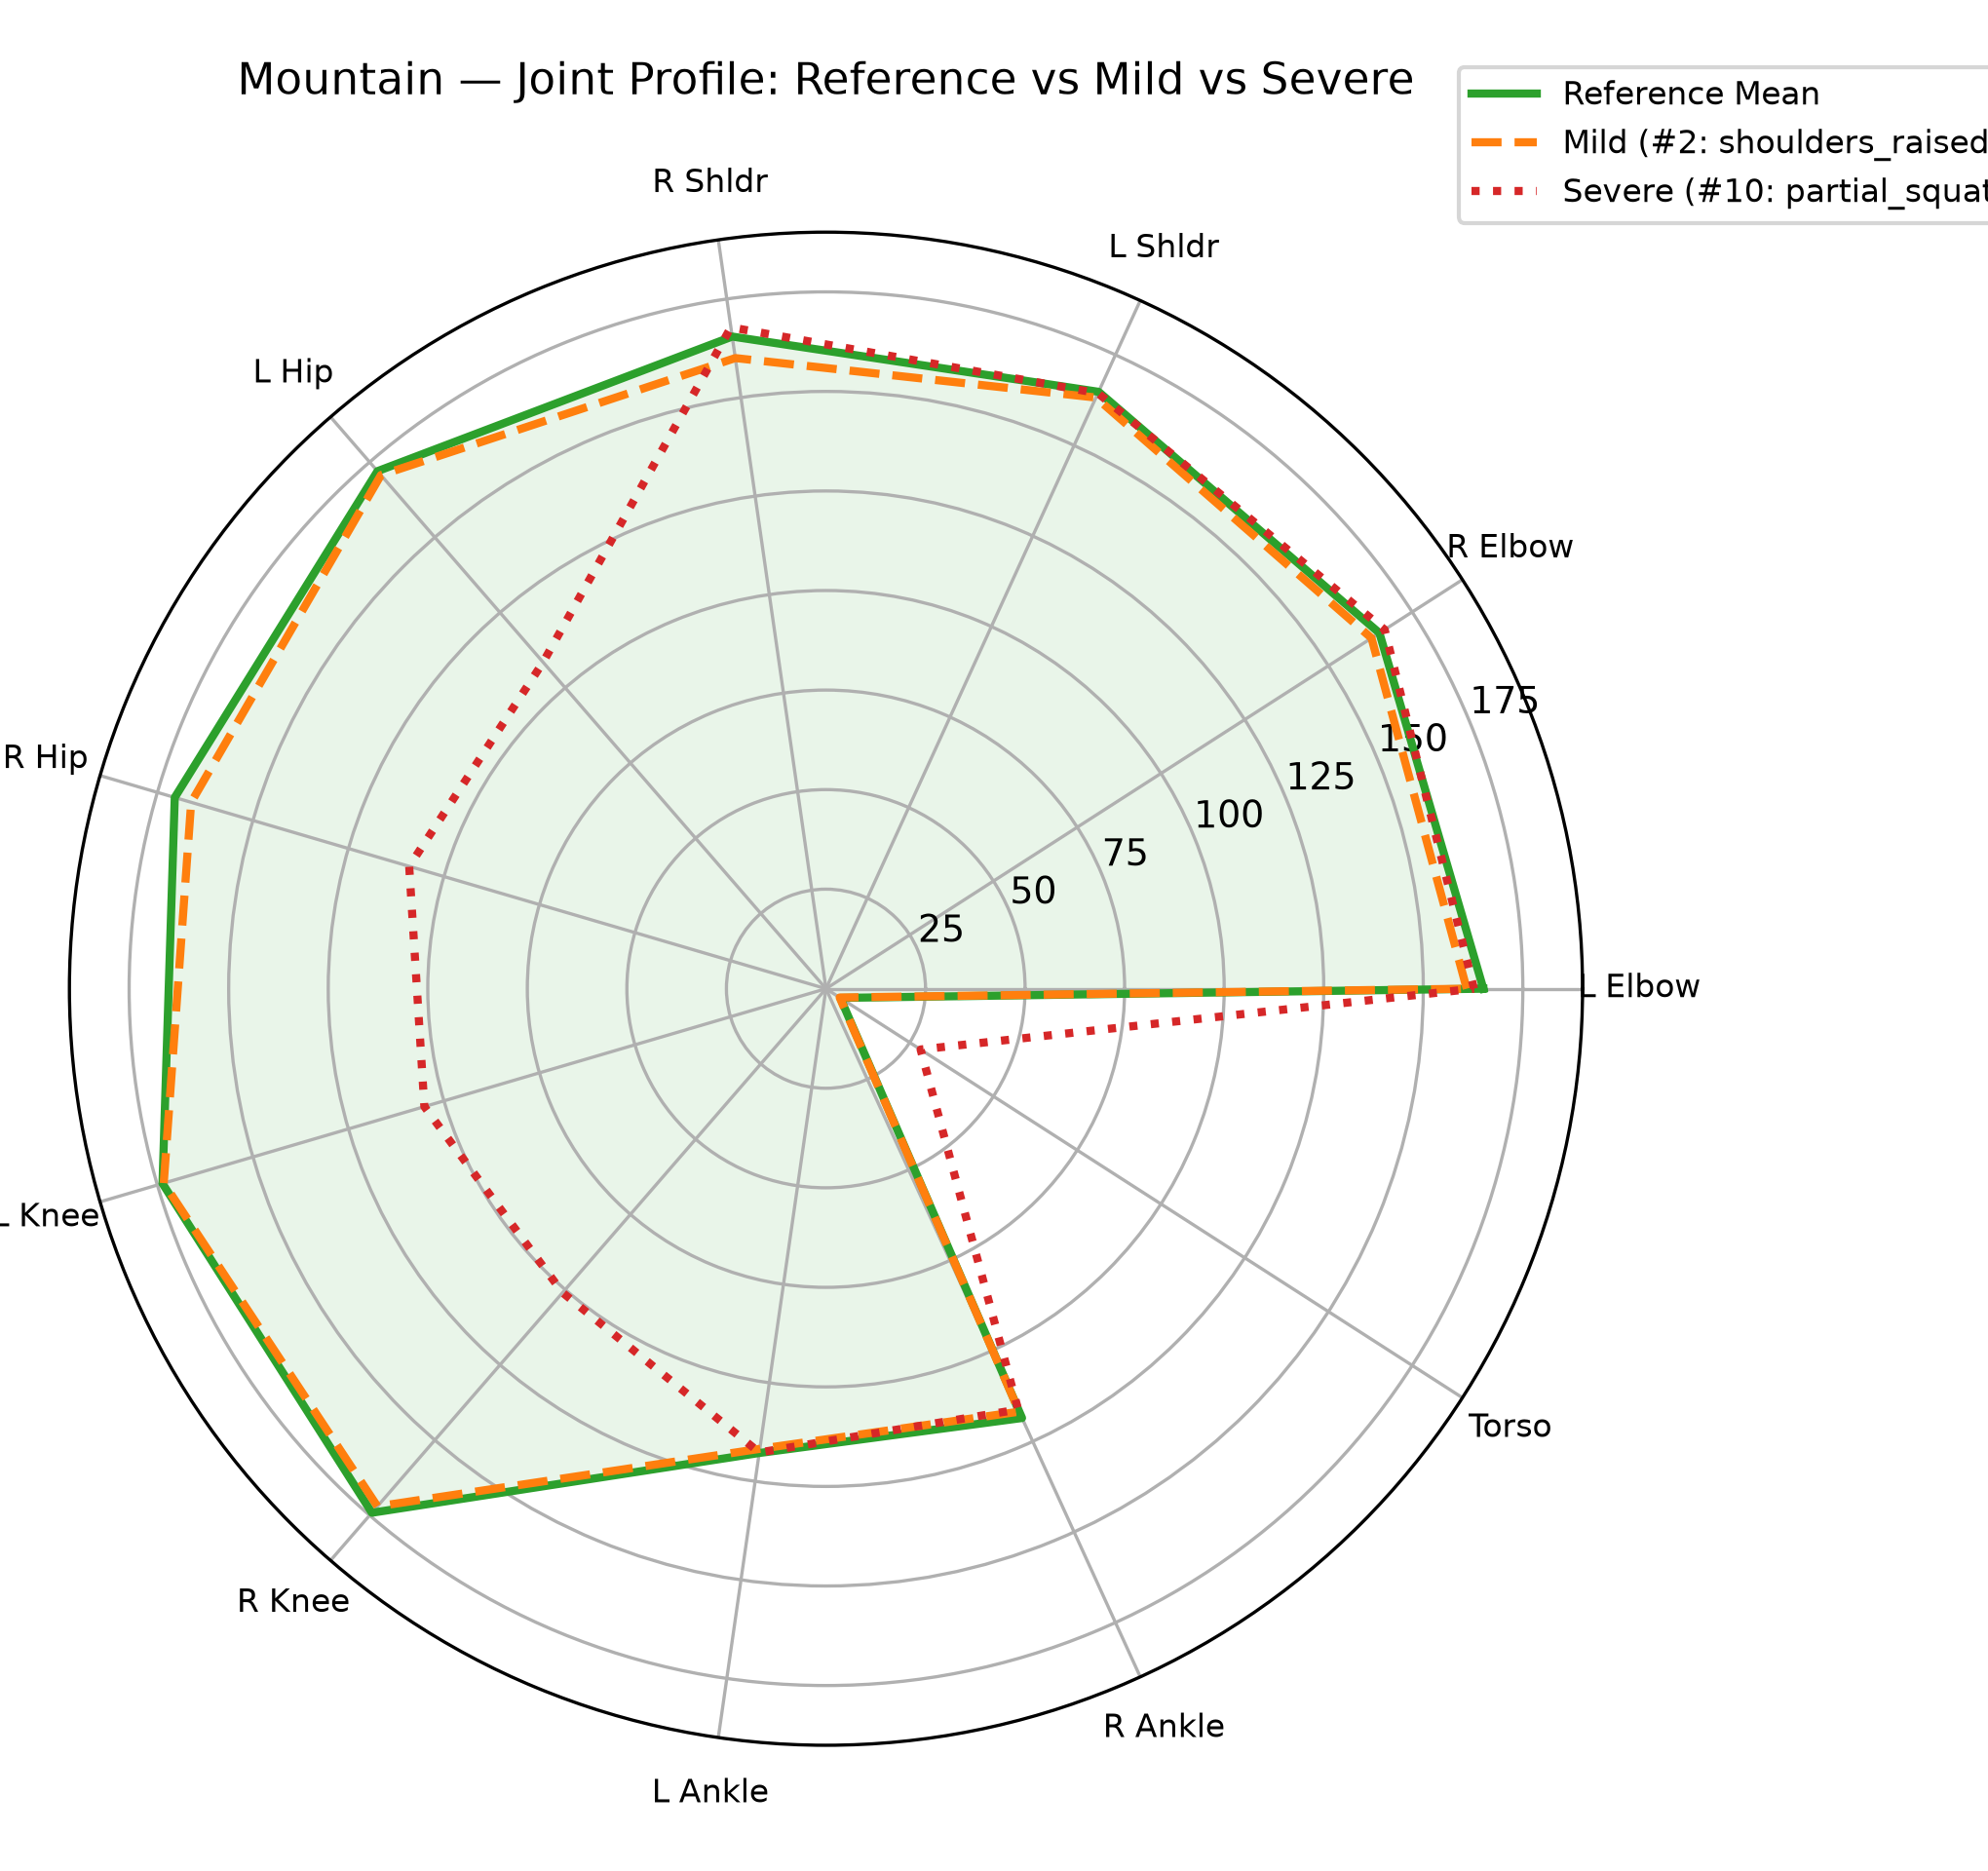 Mountain — Joint Profile: Reference vs Mild vs Severe
Reference Mean
Mild (#2: shoulders_raised
Severe (#10: partial_squat
R Shldr
L Shldr
L Hip
R Elbow
175
150
R Hip
125
100
75
50
25
L Elbow
L Knee
Torso
R Knee
R Ankle
L Ankle